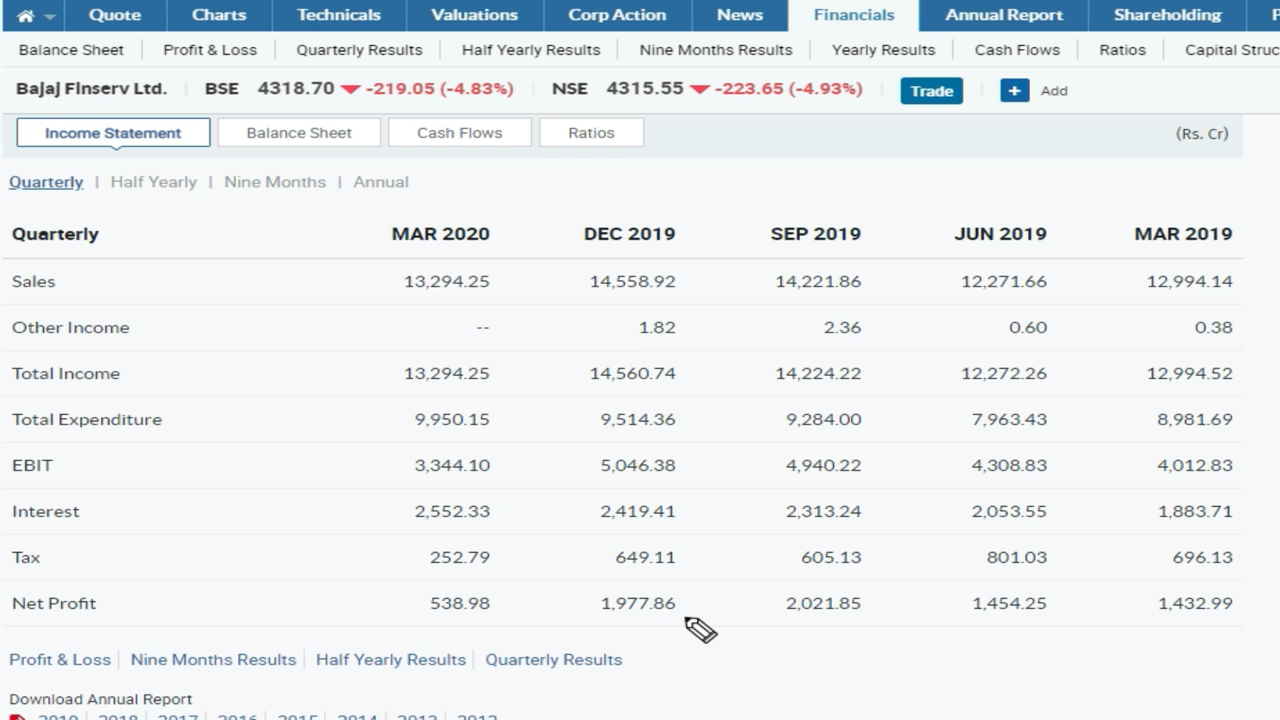 Quote Charts Technicals Valuations Corp Action News Financials Annual Report Shareholding
Balance Sheet Profit & Loss Quarterly Results Half Yearly Results Nine Months Results Yearly Results Cash Flows Ratios Capital Struc
Bajaj Finserv Ltd. BSE 4318.70 -219.05 (-4.83%) NSE 4315.55 -223.65 (-4.93%) Trade + Add
Income Statement Balance Sheet Cash Flows Ratios (Rs. Cr)
Quarterly | Half Yearly | Nine Months | Annual
Quarterly MAR 2020 DEC 2019 SEP 2019 JUN 2019 MAR 2019
Sales 13,294.25 14,558.92 14,221.86 12,271.66 12,994.14
Other Income -- 1.82 2.36 0.60 0.38
Total Income 13,294.25 14,560.74 14,224.22 12,272.26 12,994.52
Total Expenditure 9,950.15 9,514.36 9,284.00 7,963.43 8,981.69
EBIT 3,344.10 5,046.38 4,940.22 4,308.83 4,012.83
Interest 2,552.33 2,419.41 2,313.24 2,053.55 1,883.71
Tax 252.79 649.11 605.13 801.03 696.13
Net Profit 538.98 1,977.86 2,021.85 1,454.25 1,432.99
Profit & Loss Nine Months Results Half Yearly Results Quarterly Results
Download Annual Report
2019 2018 2017 2016 2015 2014 2013 2012